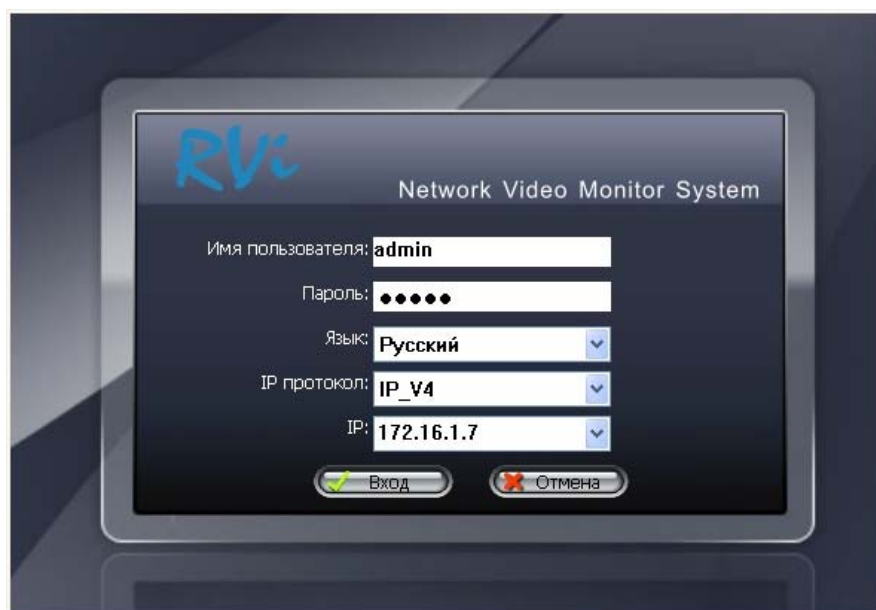 RVi
Network Video Monitor System
Имя пользователя: admin
Пароль: ●●●●●
Язык: Русский
IP протокол: IP_V4
IP: 172.16.1.7
Вход Отмена